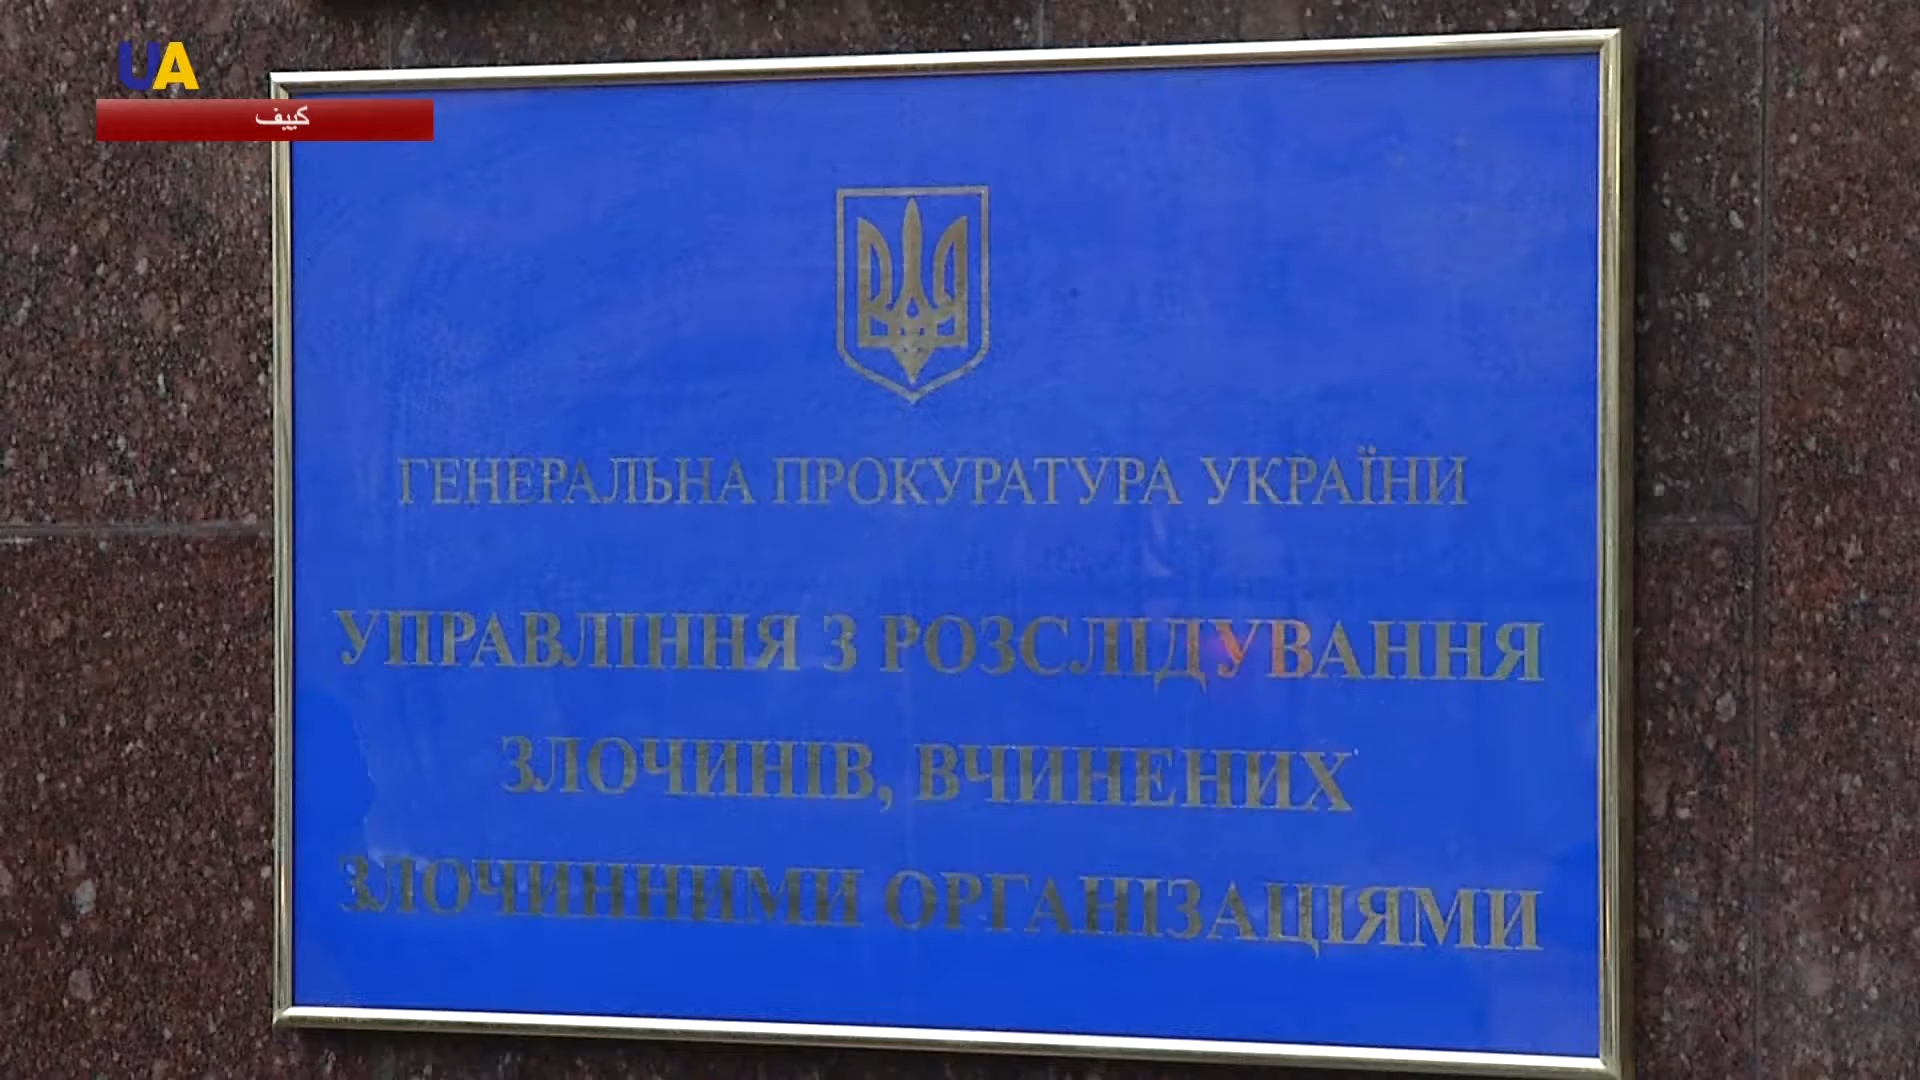 UA
كييف
ГЕНЕРАЛЬНА ПРОКУРАТУРА УКРАЇНИ
УПРАВЛІННЯ З РОЗСЛІДУВАННЯ
ЗЛОЧИНІВ, ВЧИНЕНИХ
ЗЛОЧИННИМИ ОРГАНІЗАЦІЯМИ